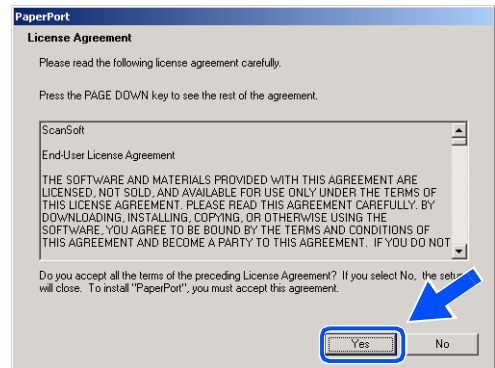 PaperPort
License Agreement
Please read the following license agreement carefully.
Press the PAGE DOWN key to see the rest of the agreement.
ScanSoft
End-User License Agreement
THE SOFTWARE AND MATERIALS PROVIDED WITH THIS AGREEMENT ARE
LICENSED, NOT SOLD, AND AVAILABLE FOR USE ONLY UNDER THE TERMS OF
THIS LICENSE AGREEMENT. PLEASE READ THIS AGREEMENT CAREFULLY. BY
DOWNLOADING, INSTALLING, COPYING, OR OTHERWISE USING THE
SOFTWARE, YOU AGREE TO BE BOUND BY THE TERMS AND CONDITIONS OF
THIS AGREEMENT AND BECOME A PARTY TO THIS AGREEMENT. IF YOU DO NOT
Do you accept all the terms of the preceding License Agreement? If you select No, the setup
will close. To install "PaperPort", you must accept this agreement.
Yes No